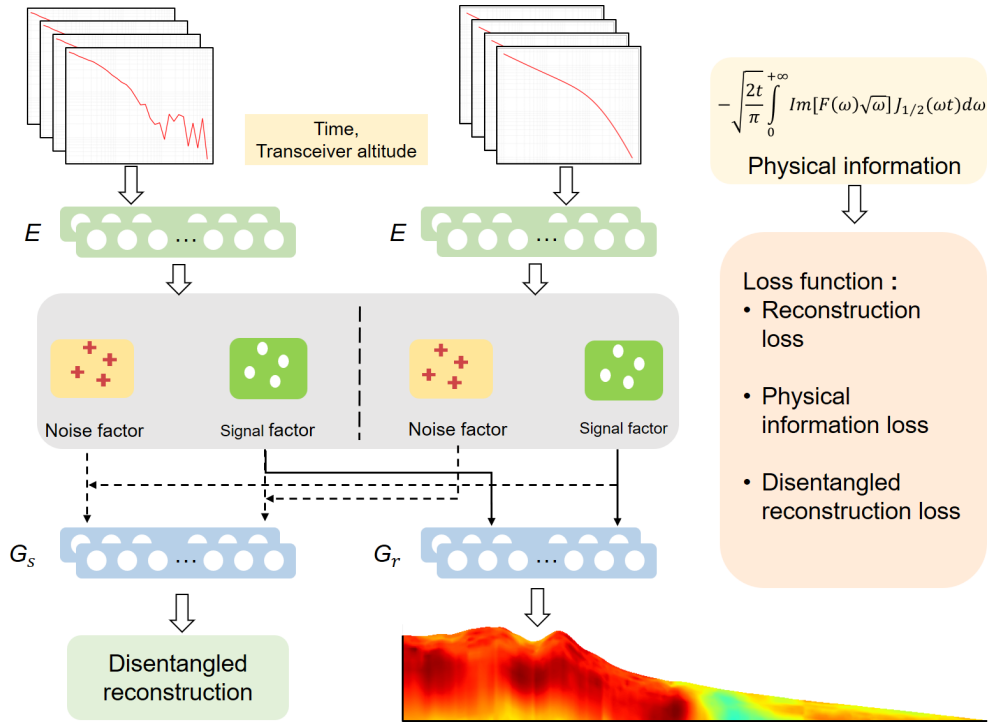 Time,
Transceiver altitude
E
E
Noise factor
Signal factor
Noise factor
Signal factor
G_s
G_r
Disentangled
reconstruction
−√(2t/π) ∫₀^{+∞} Im[F(ω)√ω] J_{1/2}(ωt)dω
Physical information
Loss function :
• Reconstruction
loss
• Physical
information loss
• Disentangled
reconstruction loss